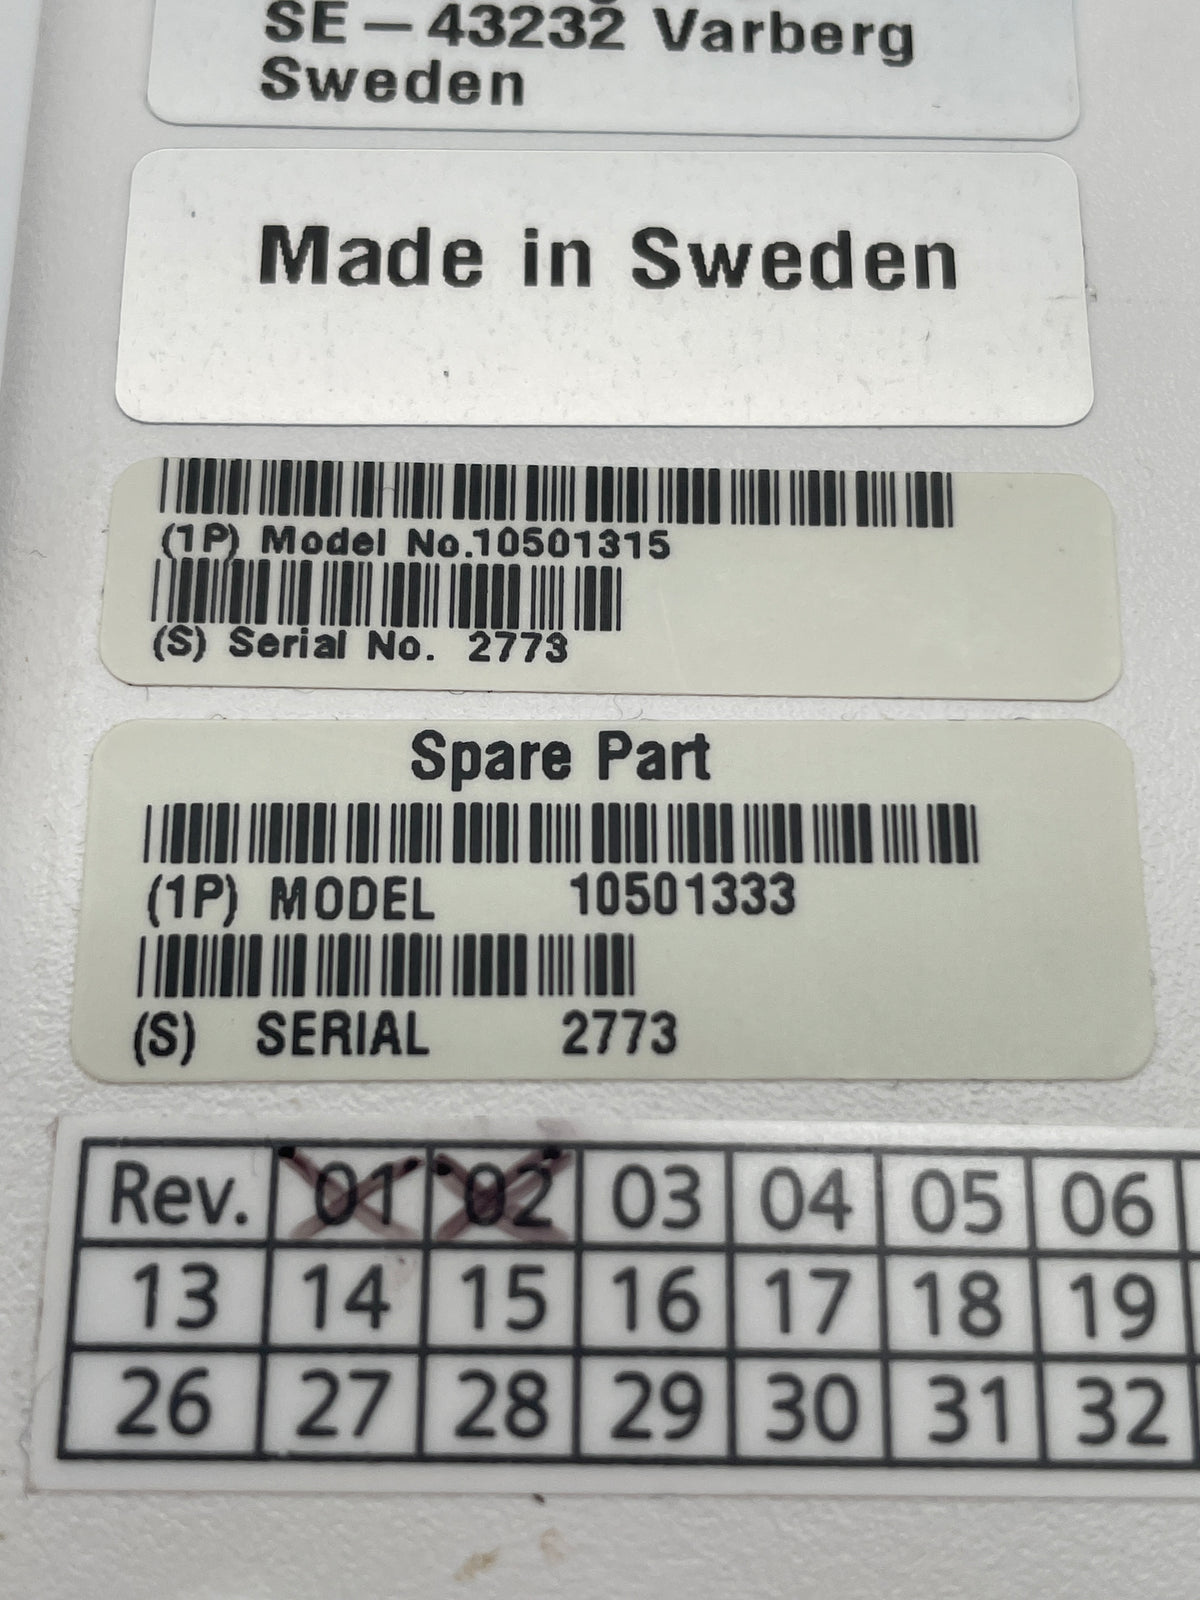 SE-43232 Varberg
Sweden
Made in Sweden
(1P) Model No.10501315
(S) Serial No. 2773
Spare Part
(1P) MODEL 10501333
(S) SERIAL 2773
Rev. 01 02 03 04 05 06
13 14 15 16 17 18 19
26 27 28 29 30 31 32